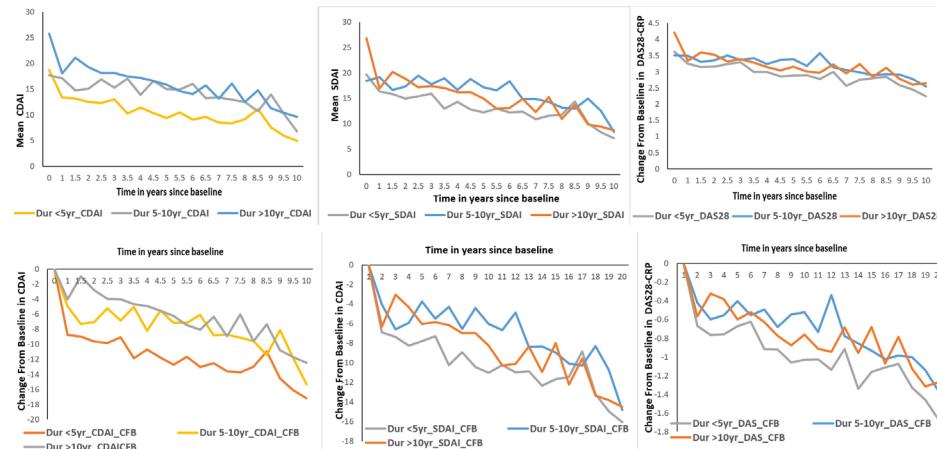 30
25
20
15
10
5
0
Mean CDAI
0 1 1.5 2 2.5 3 3.5 4 4.5 5 5.5 6 6.5 7 7.5 8 8.5 9 9.5 10
Time in years since baseline
Dur <5yr_CDAI Dur 5-10yr_CDAI Dur >10yr_CDAI
30
25
20
15
10
5
0
Mean SDAI
0 1 1.5 2 2.5 3 3.5 4 4.5 5 5.5 6 6.5 7 7.5 8 8.5 9 9.5 10
Time in years since baseline
Dur <5yr_SDAI Dur 5-10yr_SDAI Dur >10yr_SDAI
4.5
4
3.5
3
2.5
2
1.5
1
0.5
0
Change From Baseline in DAS28-CRP
0 1 1.5 2 2.5 3 3.5 4 4.5 5 5.5 6 6.5 7 7.5 8 8.5 9 9.5 10
Time in years since baseline
Dur <5yr_DAS28 Dur 5-10yr_DAS28 Dur >10yr_DAS28
Time in years since baseline
0 1 1.5 2 2.5 3 3.5 4 4.5 5 5.5 6 6.5 7 7.5 8 8.5 9 9.5 10
0
-2
-4
-6
-8
-10
-12
-14
-16
-18
-20
Change from Baseline in CDAI
Dur <5yr_CDAI_CFB Dur 5-10yr_CDAI_CFB
Dur >10yr_CDAICFB
Time in years since baseline
1 2 3 4 5 6 7 8 9 10 11 12 13 14 15 16 17 18 19 20
0
-2
-4
-6
-8
-10
-12
-14
-16
-18
Change from Baseline in CDAI
Dur <5yr_SDAI_CFB Dur 5-10yr_SDAI_CFB
Dur >10yr_SDAI_CFB
Time in years since baseline
1 2 3 4 5 6 7 8 9 10 11 12 13 14 15 16 17 18 19
0
-0.2
-0.4
-0.6
-0.8
-1
-1.2
-1.4
-1.6
-1.8
Change From Baseline in DAS28-CRP
Dur <5yr_DAS_CFB Dur 5-10yr_DAS_CFB
Dur >10yr_DAS_CFB